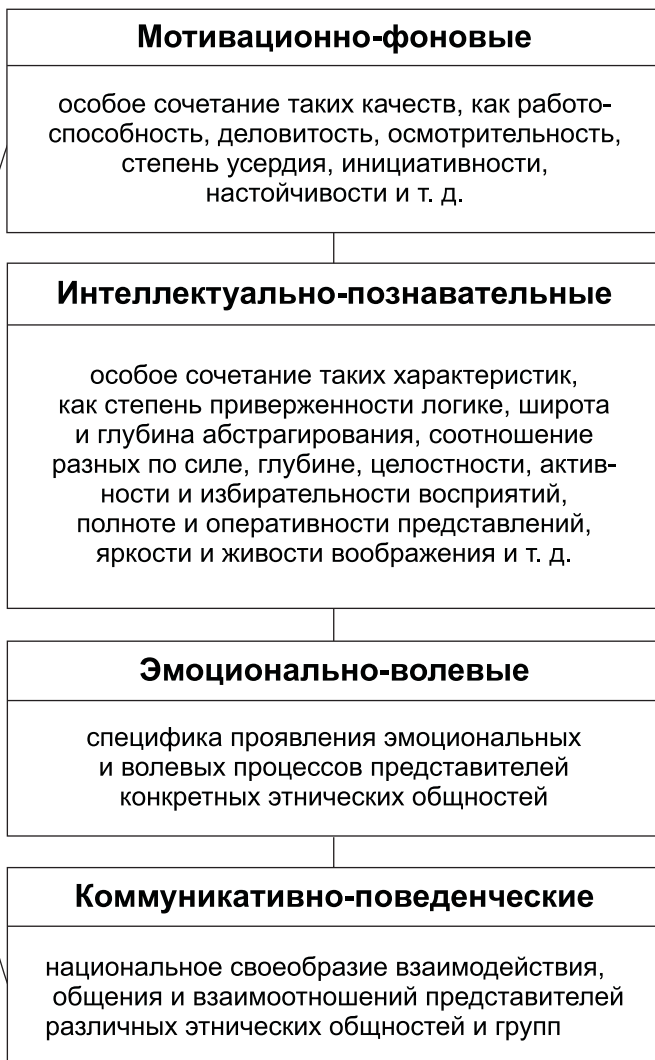 Мотивационно-фоновые
особое сочетание таких качеств, как работо-
способность, деловитость, осмотрительность,
степень усердия, инициативности,
настойчивости и т. д.
Интеллектуально-познавательные
особое сочетание таких характеристик,
как степень приверженности логике, широта
и глубина абстрагирования, соотношение
разных по силе, глубине, целостности, актив-
ности и избирательности восприятий,
полноте и оперативности представлений,
яркости и живости воображения и т. д.
Эмоционально-волевые
специфика проявления эмоциональных
и волевых процессов представителей
конкретных этнических общностей
Коммуникативно-поведенческие
национальное своеобразие взаимодействия,
общения и взаимоотношений представителей
различных этнических общностей и групп